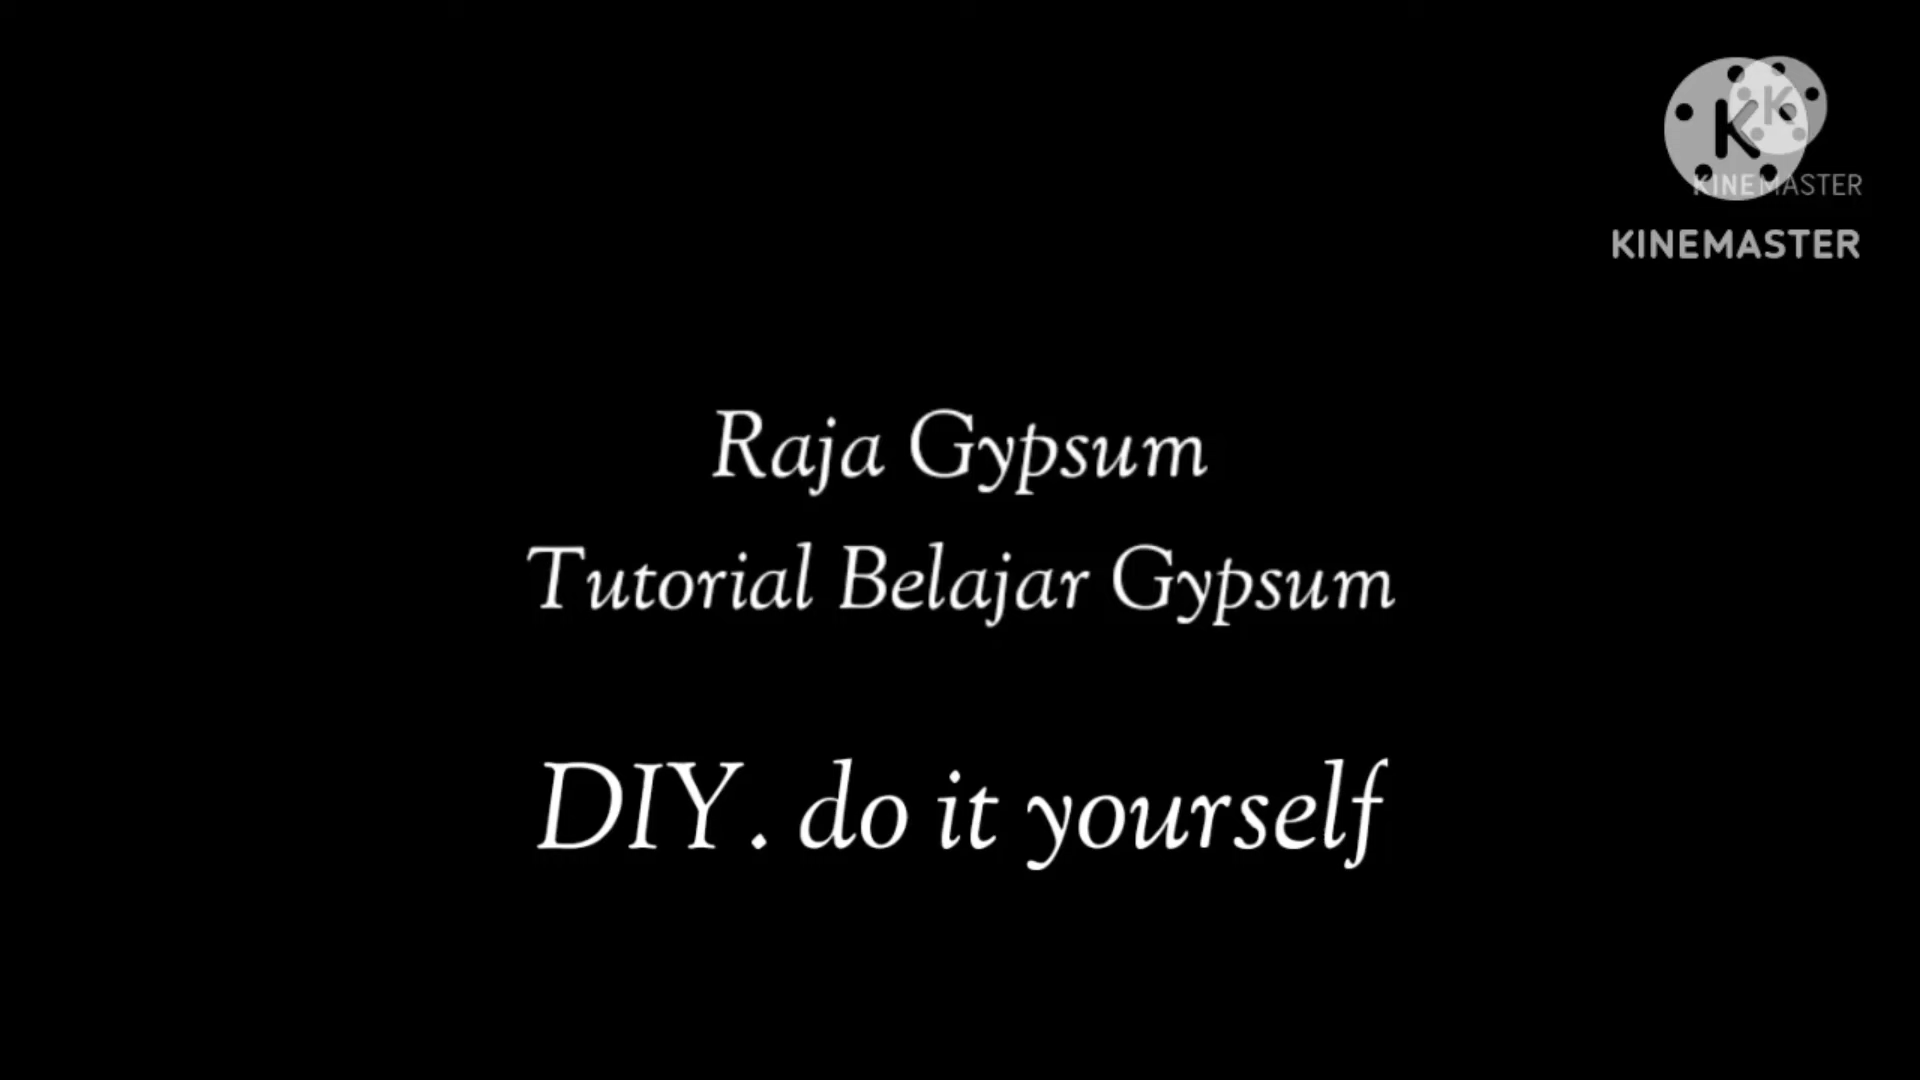 K
K
KINEMASTER
KINEMASTER
Raja Gypsum
Tutorial Belajar Gypsum
DIY. do it yourself